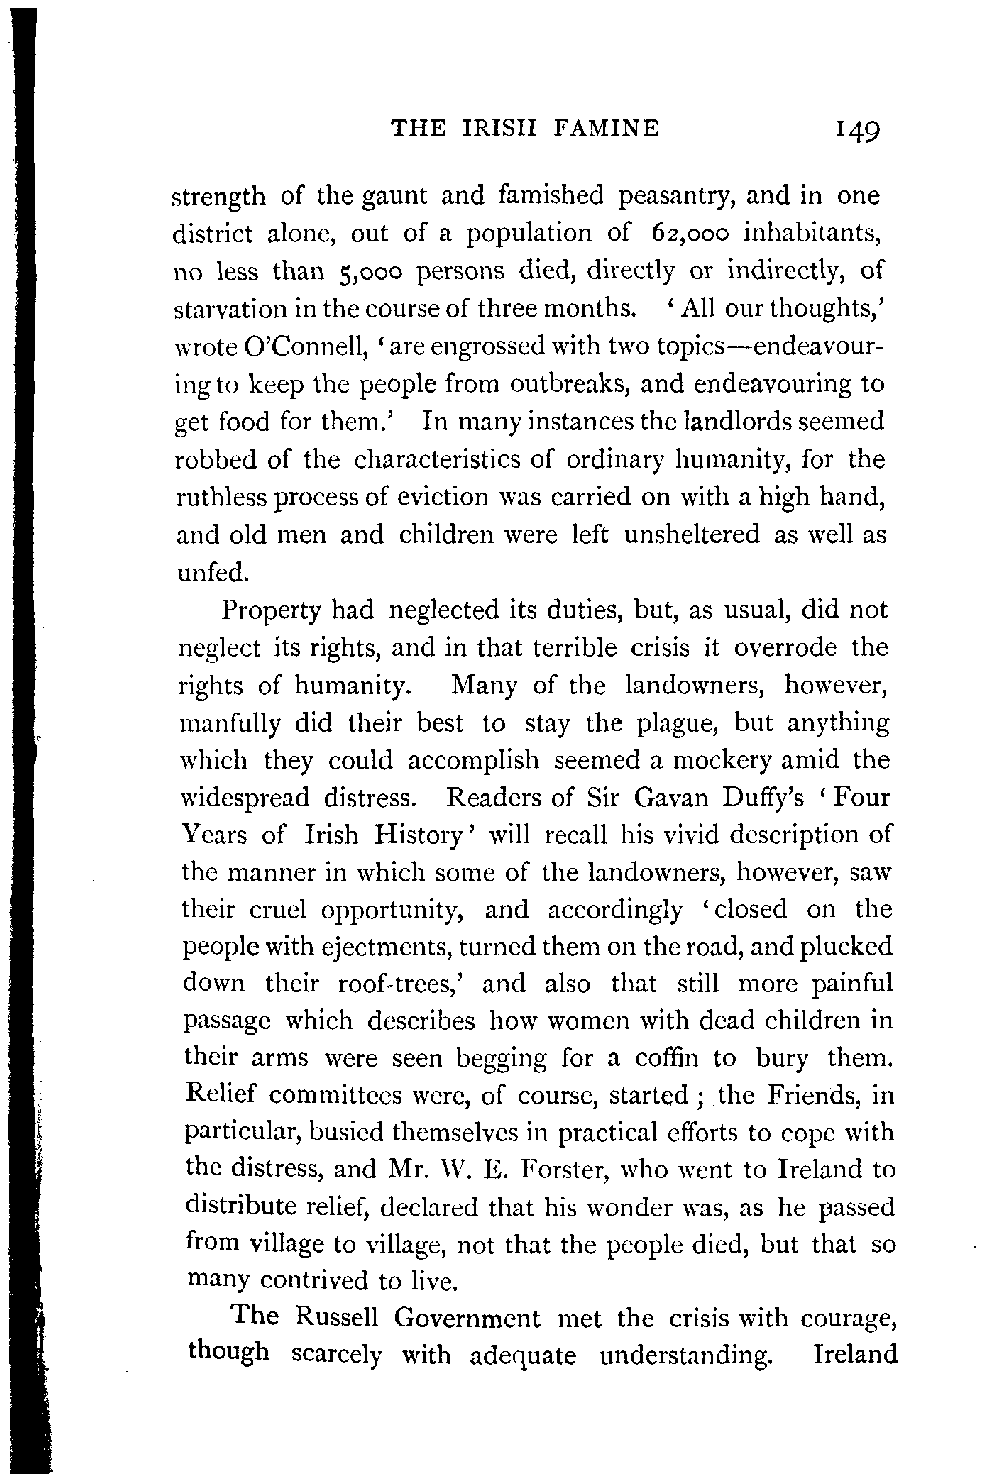 THE IRISH FAMINE 149
strength of the gaunt and famished peasantry, and in one
district alone, out of a population of 62,000 inhabitants,
no less than 5,000 persons died, directly or indirectly, of
starvation in the course of three months. ‘ All our thoughts,’
wrote O’Connell, ‘ are engrossed with two topics—endeavour-
ing to keep the people from outbreaks, and endeavouring to
get food for them.’ In many instances the landlords seemed
robbed of the characteristics of ordinary humanity, for the
ruthless process of eviction was carried on with a high hand,
and old men and children were left unsheltered as well as
unfed.
Property had neglected its duties, but, as usual, did not
neglect its rights, and in that terrible crisis it overrode the
rights of humanity. Many of the landowners, however,
manfully did their best to stay the plague, but anything
which they could accomplish seemed a mockery amid the
widespread distress. Readers of Sir Gavan Duffy’s ‘ Four
Years of Irish History’ will recall his vivid description of
the manner in which some of the landowners, however, saw
their cruel opportunity, and accordingly ‘closed on the
people with ejectments, turned them on the road, and plucked
down their roof-trees,’ and also that still more painful
passage which describes how women with dead children in
their arms were seen begging for a coffin to bury them.
Relief committees were, of course, started ; the Friends, in
particular, busied themselves in practical efforts to cope with
the distress, and Mr. W. E. Forster, who went to Ireland to
distribute relief, declared that his wonder was, as he passed
from village to village, not that the people died, but that so
many contrived to live.
The Russell Government met the crisis with courage,
though scarcely with adequate understanding. Ireland